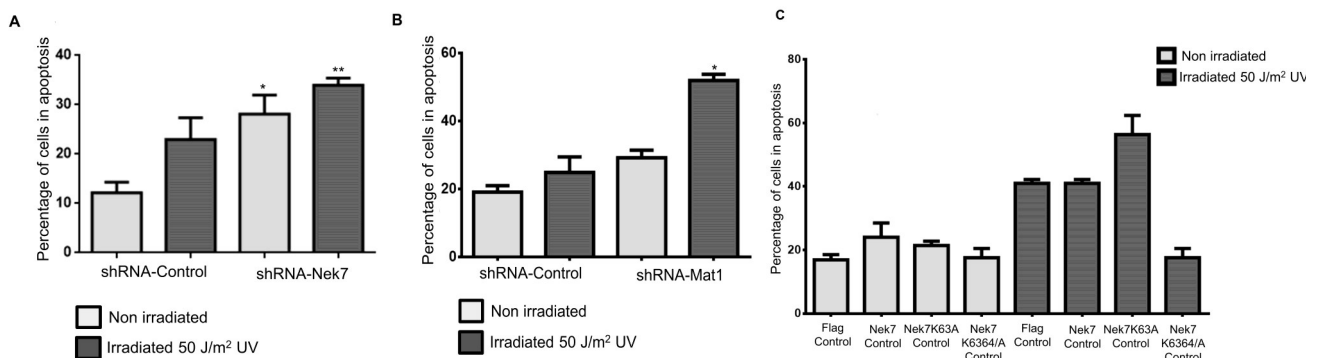 A
Percentage of cells in apoptosis
40
30
20
10
0
*
**
shRNA-Control
shRNA-Nek7
Non irradiated
Irradiated 50 J/m² UV
B
Percentage of cells in apoptosis
60
40
20
0
*
shRNA-Control
shRNA-Mat1
Non irradiated
Irradiated 50 J/m² UV
C
Non irradiated
Irradiated 50 J/m² UV
Percentage of cells in apoptosis
80
60
40
20
0
Flag
Control
Nek7
Control
Nek7K63A
Control
Nek7
K6364/A
Control
Flag
Control
Nek7
Control
Nek7K63A
Control
Nek7
K6364/A
Control